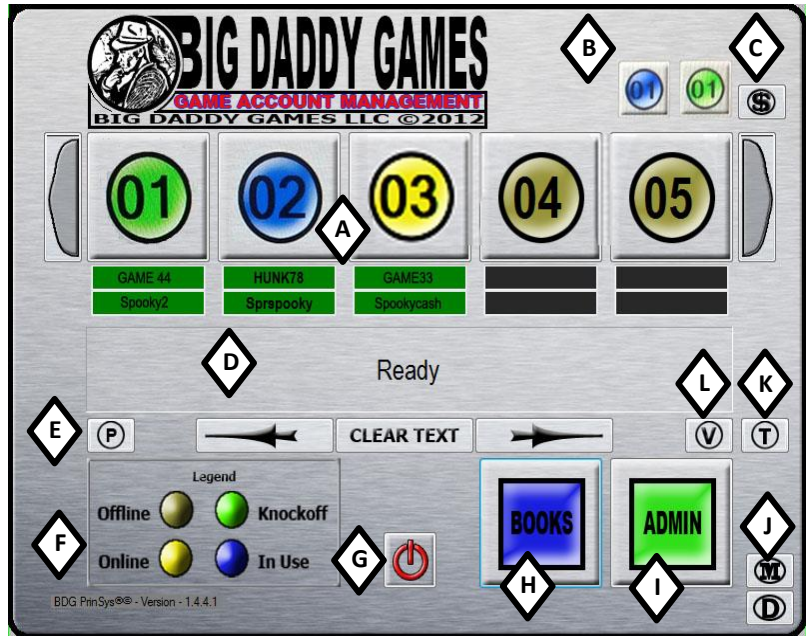 BIG DADDY GAMES
GAME ACCOUNT MANAGEMENT
BIG DADDY GAMES LLC ©2012
B
C
01
01
$
01
02
03
04
05
A
GAME 44
HUNK78
GAME33
Spooky2
Sprspooky
Spookycash
D
Ready
L
K
E
P
CLEAR TEXT
V
T
Legend
Offline
Knockoff
Online
In Use
F
G
BOOKS
ADMIN
H
I
J
M
D
BDG PrinSys®© - Version - 1.4.4.1